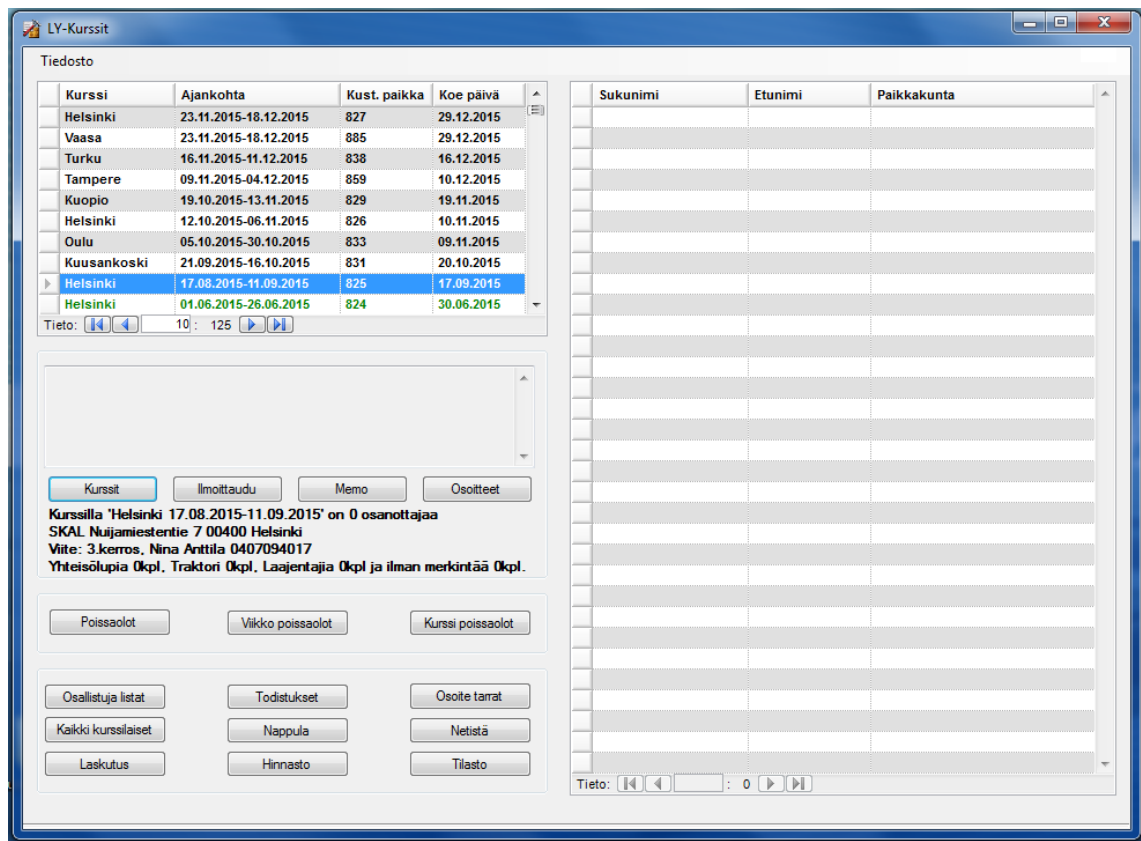 LY-Kurssit
Tiedosto
Kurssi Ajankohta Kust. paikka Koe päivä
Helsinki 23.11.2015-18.12.2015 827 29.12.2015
Vaasa 23.11.2015-18.12.2015 885 29.12.2015
Turku 16.11.2015-11.12.2015 838 16.12.2015
Tampere 09.11.2015-04.12.2015 859 10.12.2015
Kuopio 19.10.2015-13.11.2015 829 19.11.2015
Helsinki 12.10.2015-06.11.2015 826 10.11.2015
Oulu 05.10.2015-30.10.2015 833 09.11.2015
Kuusankoski 21.09.2015-16.10.2015 831 20.10.2015
Helsinki 17.08.2015-11.09.2015 825 17.09.2015
Helsinki 01.06.2015-26.06.2015 824 30.06.2015
Tieto: 10 : 125
Kurssit Ilmoittaudu Memo Osoitteet
Kurssilla 'Helsinki 17.08.2015-11.09.2015' on 0 osanottajaa
SKAL Nuijamiestentie 7 00400 Helsinki
Viite: 3.kerros, Nina Anttila 0407094017
Yhteisölupia 0kpl, Traktori 0kpl, Laajentajia 0kpl ja ilman merkintää 0kpl.
Poissaolot Viikko poissaolot Kurssi poissaolot
Osallistuja listat Todistukset Osoite tarrat
Kaikki kurssilaiset Nappula Netistä
Laskutus Hinnasto Tilasto
Sukunimi Etunimi Paikkakunta
Tieto: : 0